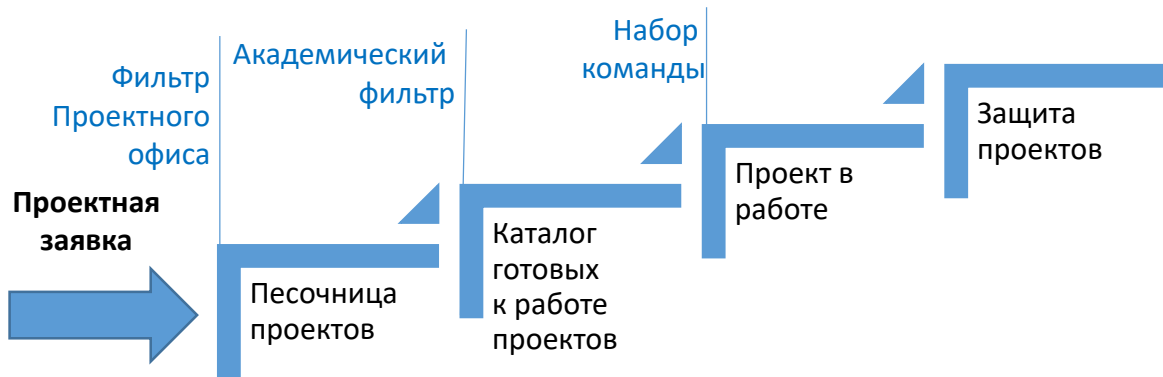 Фильтр
Проектного
офиса
Академический
фильтр
Набор
команды
Проектная
заявка
Песочница
проектов
Каталог
готовых
к работе
проектов
Проект в
работе
Защита
проектов